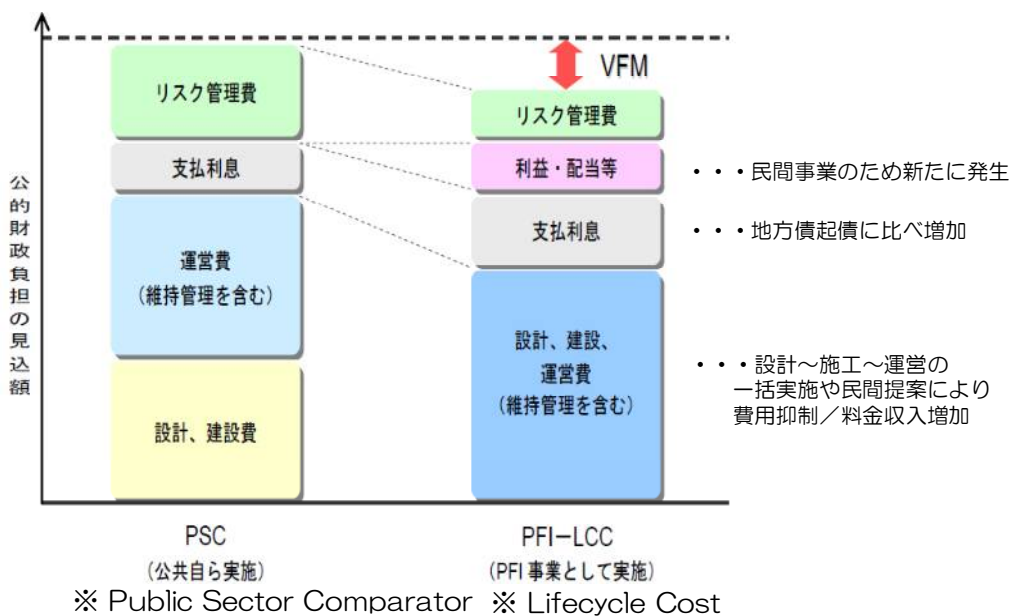 公的財政負担の見込額
リスク管理費
支払利息
運営費
（維持管理を含む）
設計、建設費
VFM
リスク管理費
利益・配当等
支払利息
設計、建設、
運営費
（維持管理を含む）
・・・民間事業のため新たに発生
・・・地方債起債に比べ増加
・・・設計～施工～運営の
一括実施や民間提案により
費用抑制／料金収入増加
PSC
（公共自ら実施）
※ Public Sector Comparator
PFI－LCC
（PFI事業として実施）
※ Lifecycle Cost